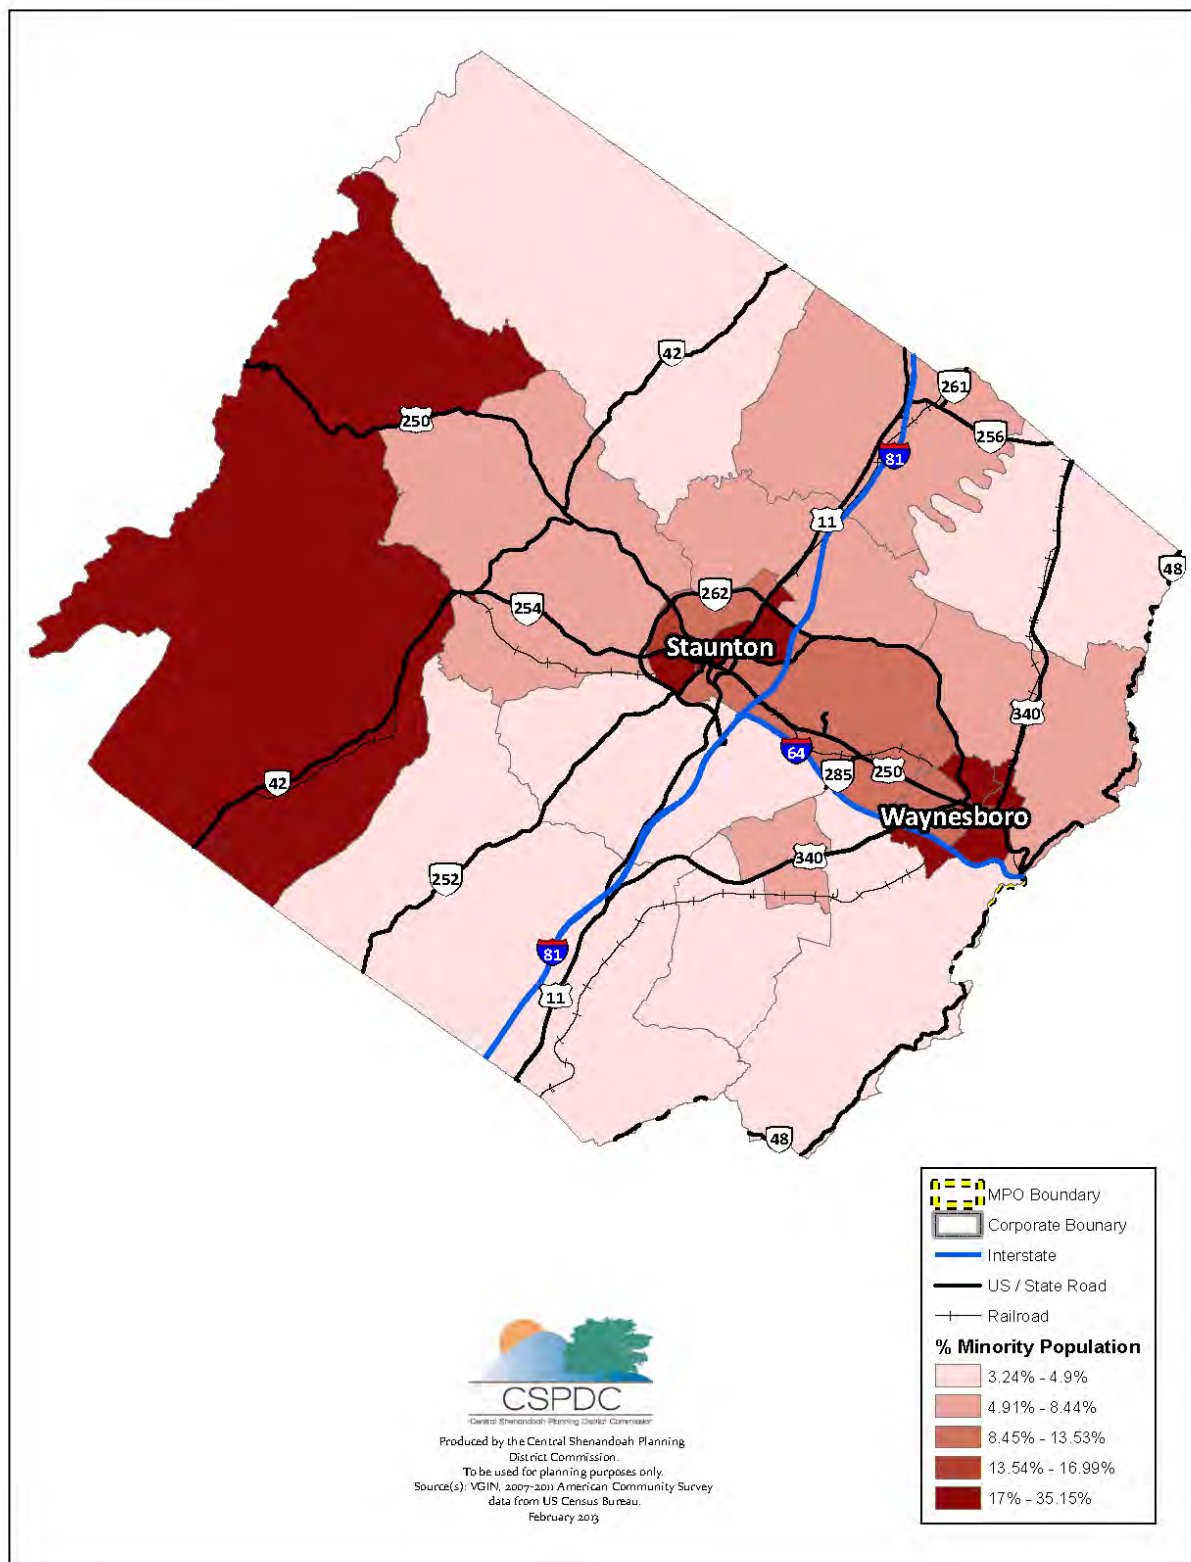 42
250
261
256
81
11
48
262
254
Staunton
340
64
285
250
42
Waynesboro
340
252
81
11
48
MPO Boundary
Corporate Bounary
Interstate
US / State Road
Railroad
% Minority Population
3.24% - 4.9%
4.91% - 8.44%
8.45% - 13.53%
13.54% - 16.99%
17% - 35.15%
CSPDC
Central Shenandoah Planning District Commission
Produced by the Central Shenandoah Planning
District Commission.
To be used for planning purposes only.
Source(s): VGIN, 2007-2011 American Community Survey
data from US Census Bureau.
February 2013